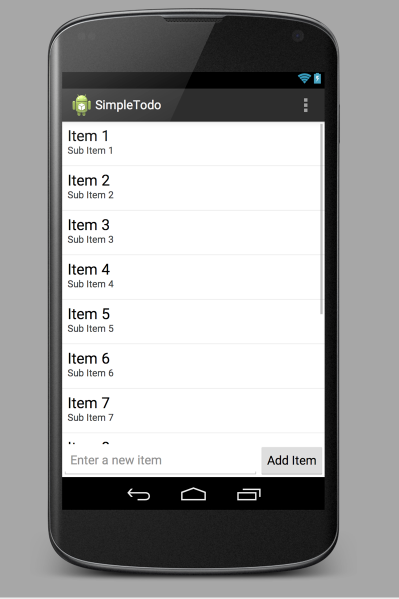 SimpleTodo
Item 1
Sub Item 1
Item 2
Sub Item 2
Item 3
Sub Item 3
Item 4
Sub Item 4
Item 5
Sub Item 5
Item 6
Sub Item 6
Item 7
Sub Item 7
Enter a new item
Add Item